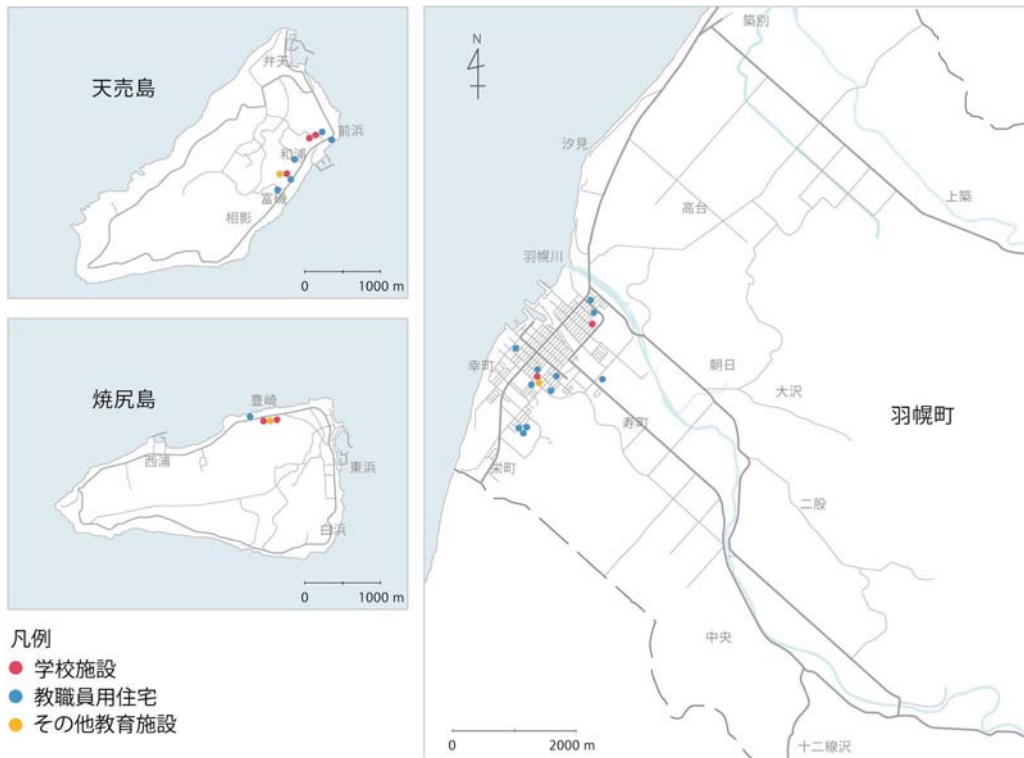 天売島
弁天
前浜
和浦
富磯
相影
0 1000 m
焼尻島
豊崎
西浦
東浜
白浜
0 1000 m
凡例
学校施設
教職員用住宅
その他教育施設
N
築別
汐見
高台
上築
羽幌川
幸町
朝日
大沢
羽幌町
寿町
栄町
二股
中央
0 2000 m
十二線沢